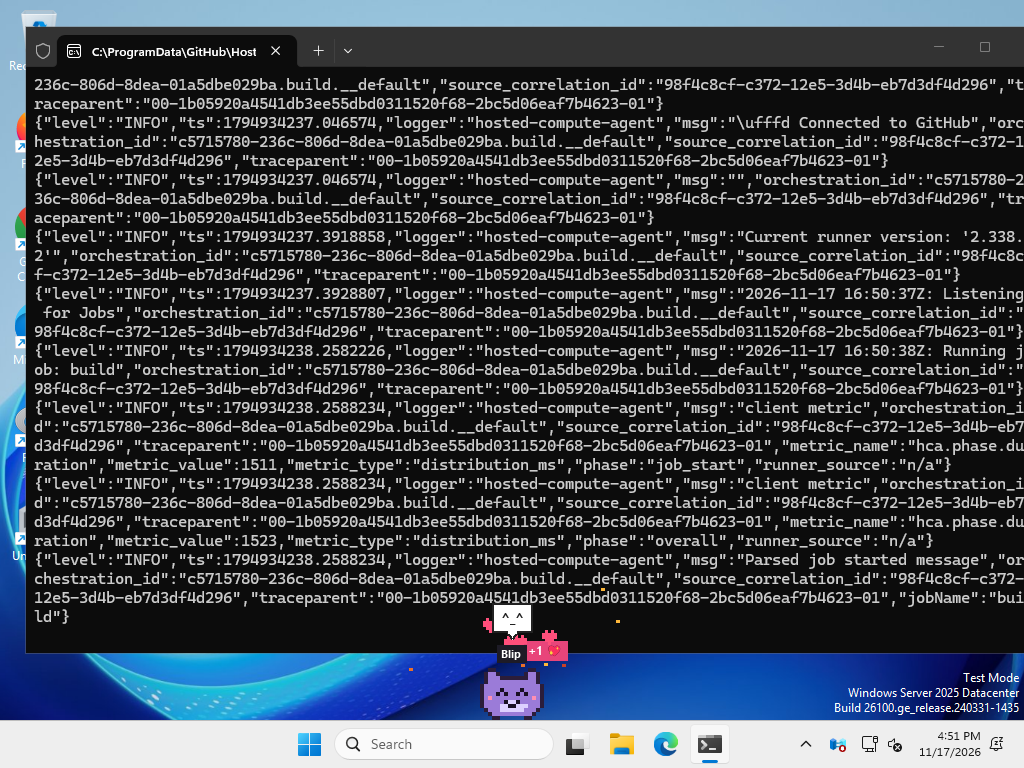 C:\ProgramData\GitHub\Host
236c-806d-8dea-01a5dbe029ba.build.__default","source_correlation_id":"98f4c8cf-c372-12e5-3d4b-eb7d3df4d296","t
raceparent":"00-1b05920a4541db3ee55dbd0311520f68-2bc5d06eaf7b4623-01"}
{"level":"INFO","ts":1794934237.046574,"logger":"hosted-compute-agent","msg":"\ufffd Connected to GitHub","orc
hestration_id":"c5715780-236c-806d-8dea-01a5dbe029ba.build.__default","source_correlation_id":"98f4c8cf-c372-1
2e5-3d4b-eb7d3df4d296","traceparent":"00-1b05920a4541db3ee55dbd0311520f68-2bc5d06eaf7b4623-01"}
{"level":"INFO","ts":1794934237.046574,"logger":"hosted-compute-agent","msg":"","orchestration_id":"c5715780-2
36c-806d-8dea-01a5dbe029ba.build.__default","source_correlation_id":"98f4c8cf-c372-12e5-3d4b-eb7d3df4d296","tr
aceparent":"00-1b05920a4541db3ee55dbd0311520f68-2bc5d06eaf7b4623-01"}
{"level":"INFO","ts":1794934237.3918858,"logger":"hosted-compute-agent","msg":"Current runner version: '2.338.
2'","orchestration_id":"c5715780-236c-806d-8dea-01a5dbe029ba.build.__default","source_correlation_id":"98f4c8c
f-c372-12e5-3d4b-eb7d3df4d296","traceparent":"00-1b05920a4541db3ee55dbd0311520f68-2bc5d06eaf7b4623-01"}
{"level":"INFO","ts":1794934237.3928807,"logger":"hosted-compute-agent","msg":"2026-11-17 16:50:37Z: Listening
for Jobs","orchestration_id":"c5715780-236c-806d-8dea-01a5dbe029ba.build.__default","source_correlation_id":"
98f4c8cf-c372-12e5-3d4b-eb7d3df4d296","traceparent":"00-1b05920a4541db3ee55dbd0311520f68-2bc5d06eaf7b4623-01"}
{"level":"INFO","ts":1794934238.2582226,"logger":"hosted-compute-agent","msg":"2026-11-17 16:50:38Z: Running j
ob: build","orchestration_id":"c5715780-236c-806d-8dea-01a5dbe029ba.build.__default","source_correlation_id":"
98f4c8cf-c372-12e5-3d4b-eb7d3df4d296","traceparent":"00-1b05920a4541db3ee55dbd0311520f68-2bc5d06eaf7b4623-01"}
{"level":"INFO","ts":1794934238.2588234,"logger":"hosted-compute-agent","msg":"client metric","orchestration_i
d":"c5715780-236c-806d-8dea-01a5dbe029ba.build.__default","source_correlation_id":"98f4c8cf-c372-12e5-3d4b-eb7
d3df4d296","traceparent":"00-1b05920a4541db3ee55dbd0311520f68-2bc5d06eaf7b4623-01","metric_name":"hca.phase.du
ration","metric_value":1511,"metric_type":"distribution_ms","phase":"job_start","runner_source":"n/a"}
{"level":"INFO","ts":1794934238.2588234,"logger":"hosted-compute-agent","msg":"client metric","orchestration_i
d":"c5715780-236c-806d-8dea-01a5dbe029ba.build.__default","source_correlation_id":"98f4c8cf-c372-12e5-3d4b-eb7
d3df4d296","traceparent":"00-1b05920a4541db3ee55dbd0311520f68-2bc5d06eaf7b4623-01","metric_name":"hca.phase.du
ration","metric_value":1523,"metric_type":"distribution_ms","phase":"overall","runner_source":"n/a"}
{"level":"INFO","ts":1794934238.2588234,"logger":"hosted-compute-agent","msg":"Parsed job started message","or
chestration_id":"c5715780-236c-806d-8dea-01a5dbe029ba.build.__default","source_correlation_id":"98f4c8cf-c372-
12e5-3d4b-eb7d3df4d296","traceparent":"00-1b05920a4541db3ee55dbd0311520f68-2bc5d06eaf7b4623-01","jobName":"bui
ld"}
^_^
Blip
+1
Test Mode
Windows Server 2025 Datacenter
Build 26100.ge_release.240331-1435
Search
4:51 PM
11/17/2026